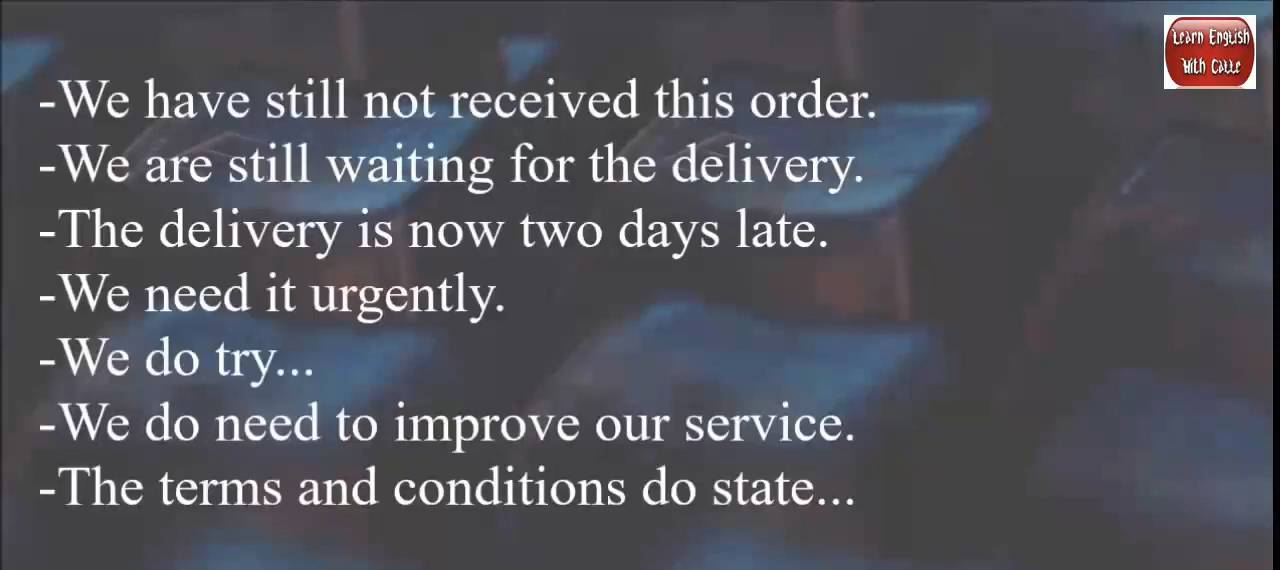 Learn English
With Catte
-We have still not received this order.
-We are still waiting for the delivery.
-The delivery is now two days late.
-We need it urgently.
-We do try...
-We do need to improve our service.
-The terms and conditions do state...